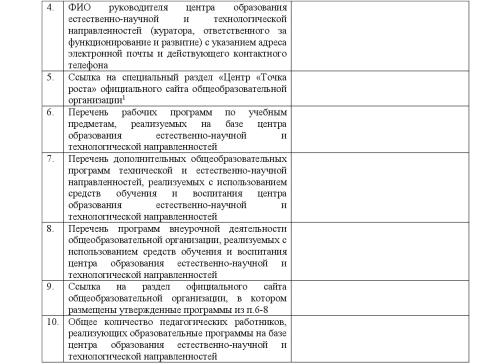 4. ФИО руководителя центра образования
естественно-научной и технологической
направленностей (куратора, ответственного за
функционирование и развитие) с указанием адреса
электронной почты и действующего контактного
телефона
5. Ссылка на специальный раздел «Центр «Точка
роста» официального сайта общеобразовательной
организации¹
6. Перечень рабочих программ по учебным
предметам, реализуемых на базе центра
образования естественно-научной и
технологической направленностей
7. Перечень дополнительных общеобразовательных
программ технической и естественно-научной
направленностей, реализуемых с использованием
средств обучения и воспитания центра
образования естественно-научной и
технологической направленностей
8. Перечень программ внеурочной деятельности
общеобразовательной организации, реализуемых с
использованием средств обучения и воспитания
центра образования естественно-научной и
технологической направленностей
9. Ссылка на раздел официального сайта
общеобразовательной организации, в котором
размещены утвержденные программы из п.6-8
10. Общее количество педагогических работников,
реализующих образовательные программы на базе
центра образования естественно-научной и
технологической направленностей